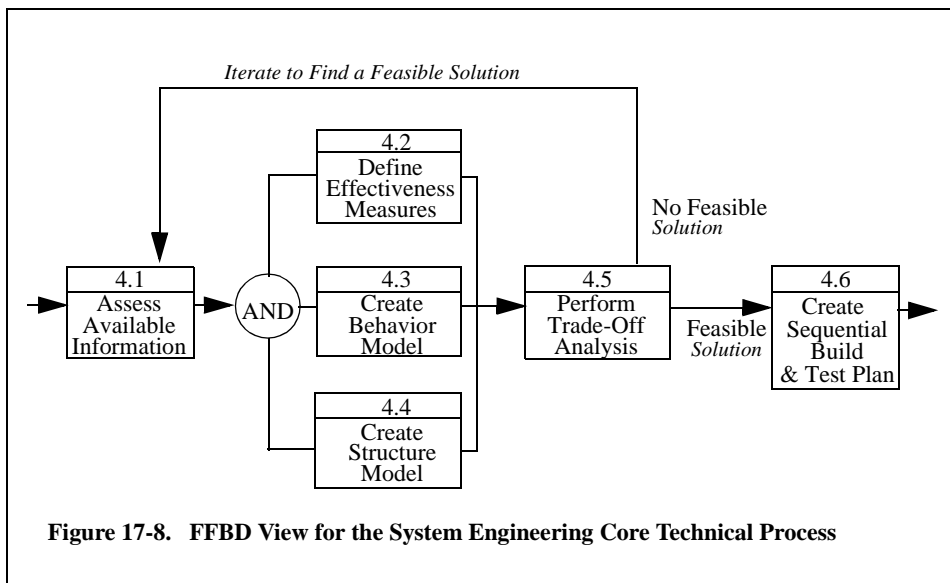 Iterate to Find a Feasible Solution
4.2
Define
Effectiveness
Measures
No Feasible
Solution
4.1
Assess
Available
Information
AND
4.3
Create
Behavior
Model
4.5
Perform
Trade-Off
Analysis
Feasible
Solution
4.6
Create
Sequential
Build
& Test Plan
4.4
Create
Structure
Model
Figure 17-8. FFBD View for the System Engineering Core Technical Process